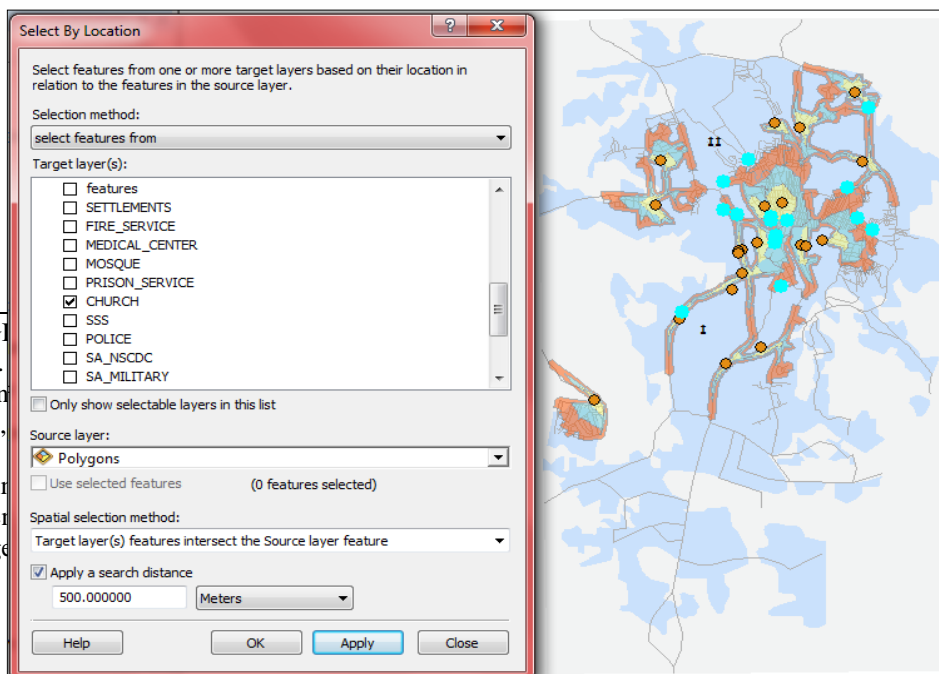 Select By Location
?
X
Select features from one or more target layers based on their location in
relation to the features in the source layer.
Selection method:
select features from
Target layer(s):
features
SETTLEMENTS
FIRE_SERVICE
MEDICAL_CENTER
MOSQUE
PRISON_SERVICE
CHURCH
SSS
POLICE
SA_NSCDC
SA_MILITARY
Only show selectable layers in this list
Source layer:
Polygons
Use selected features (0 features selected)
Spatial selection method:
Target layer(s) features intersect the Source layer feature
Apply a search distance
500.000000 Meters
Help OK Apply Close
II
I